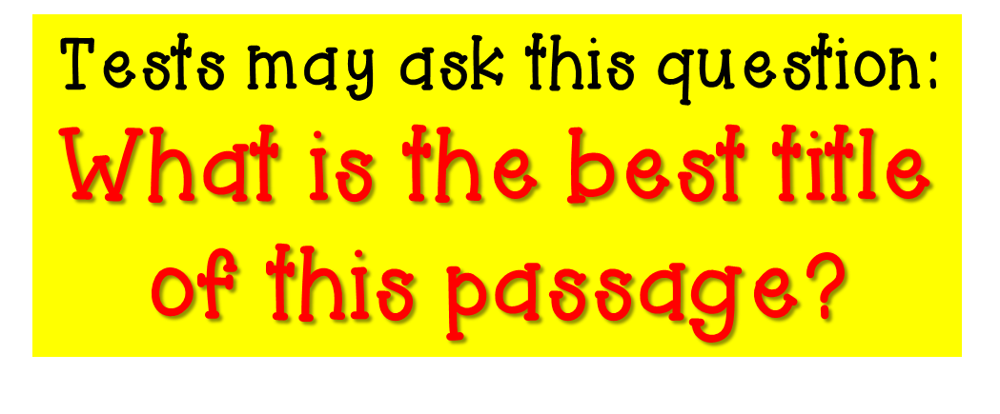 Tests may ask this question:
What is the best title
of this passage?